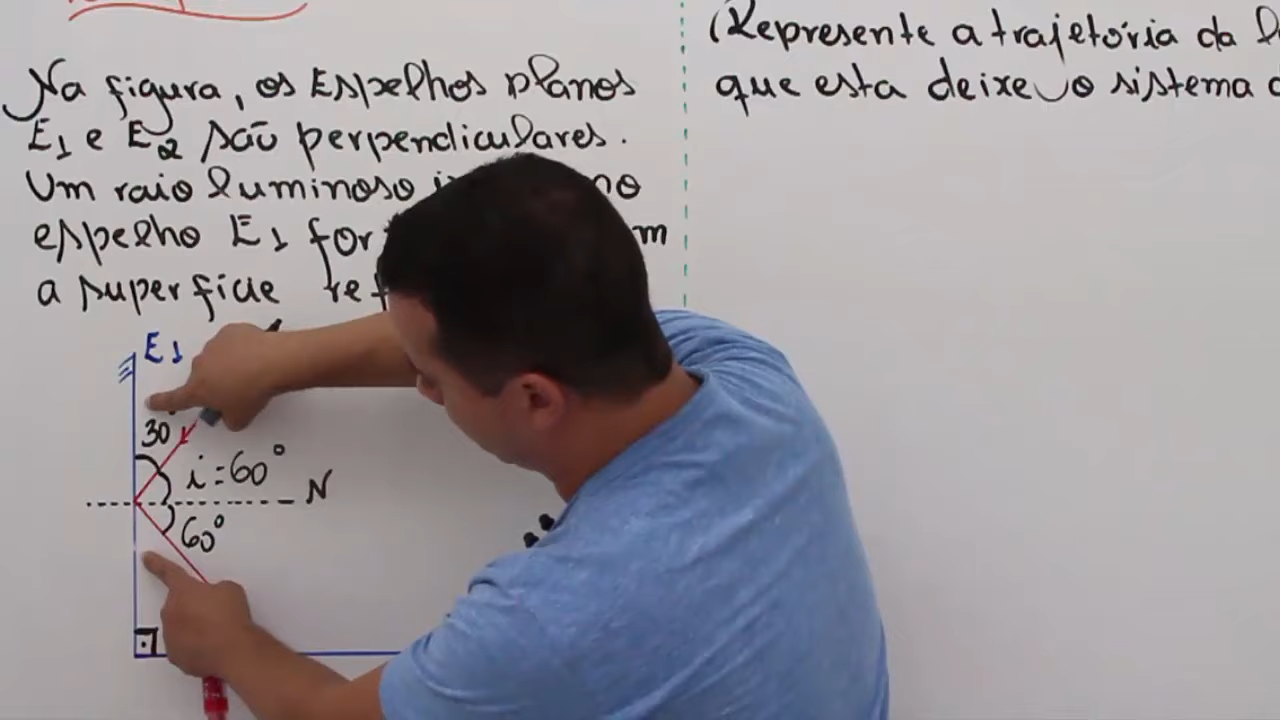 Na figura, os Espelhos planos
E1 e E2 são perpendiculares.
Um raio luminoso no
espelho E1
a superfície
(Represente a trajetória da
que esta deixe o sistema
E1
30°
i=60°
N
60°